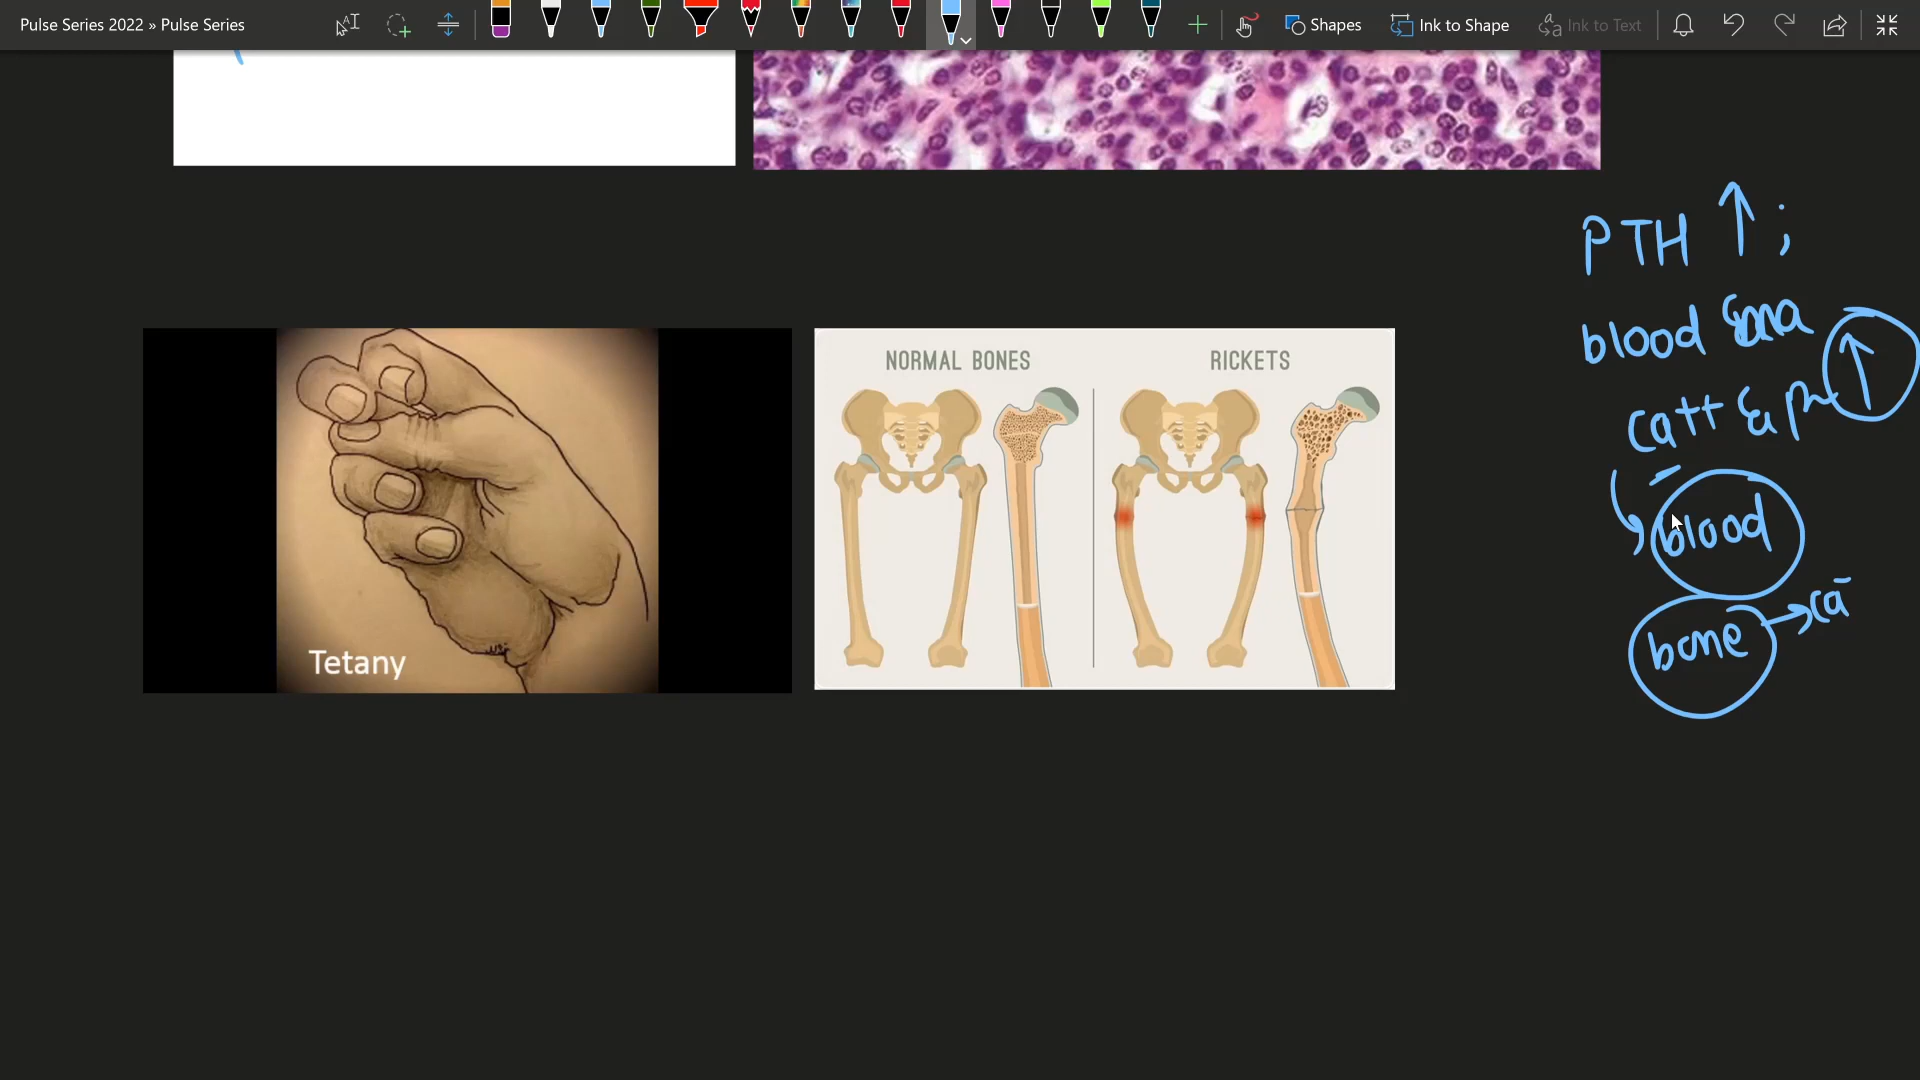 Pulse Series 2022 » Pulse Series
Shapes
Ink to Shape
Ink to Text
PTH ↑ ;
blood
↑
Ca++ &
NORMAL BONES
RICKETS
blood
bone → Ca
Tetany